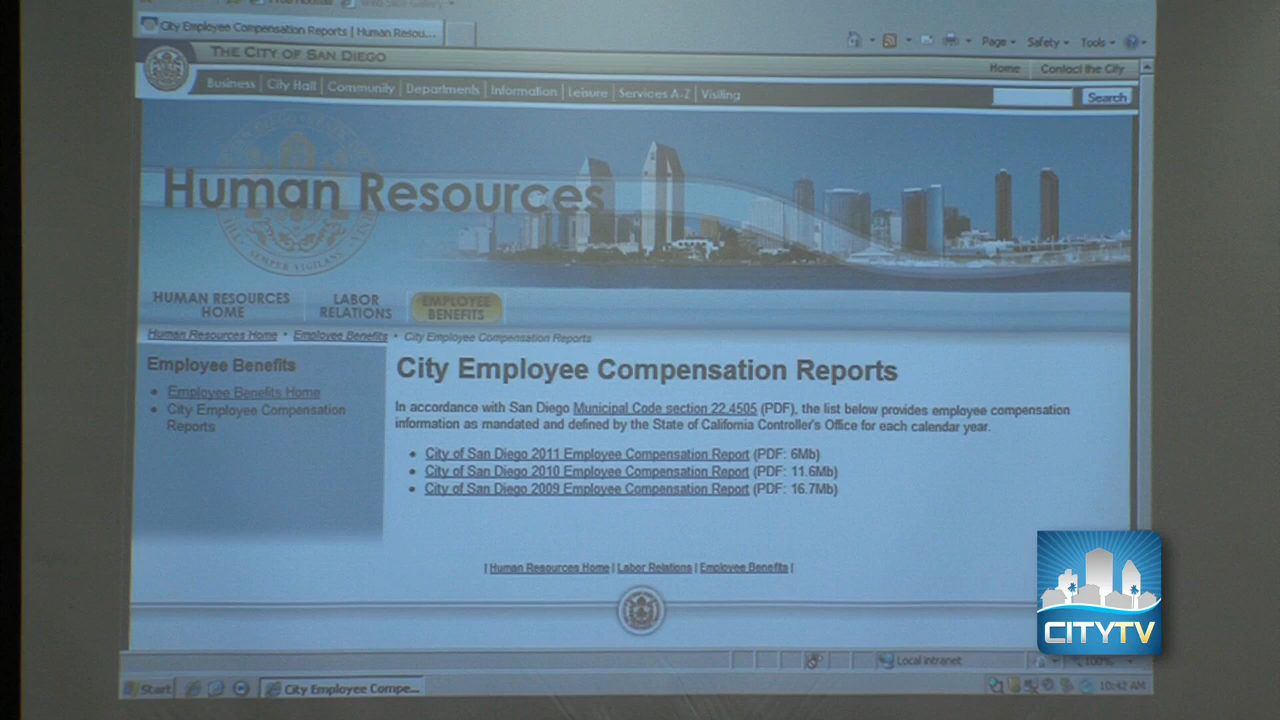 City Employee Compensation Reports | Human Resou...
Page
Safety
Tools
THE CITY OF SAN DIEGO
Home
Contact the City
Business | City Hall | Community | Departments | Information | Leisure | Services A-Z | Visiting
Search
Human Resources
SEMPER VIGILANS
HUMAN RESOURCES
HOME
LABOR
RELATIONS
EMPLOYEE
BENEFITS
Human Resources Home • Employee Benefits • City Employee Compensation Reports
Employee Benefits
• Employee Benefits Home
• City Employee Compensation
Reports
City Employee Compensation Reports
In accordance with San Diego Municipal Code section 22.4505 (PDF), the list below provides employee compensation
information as mandated and defined by the State of California Controller's Office for each calendar year.
• City of San Diego 2011 Employee Compensation Report (PDF: 6Mb)
• City of San Diego 2010 Employee Compensation Report (PDF: 11.6Mb)
• City of San Diego 2009 Employee Compensation Report (PDF: 16.7Mb)
| Human Resources Home | Labor Relations | Employee Benefits |
CITYTV
Local intranet
100%
Start
City Employee Compe...
10:42 AM